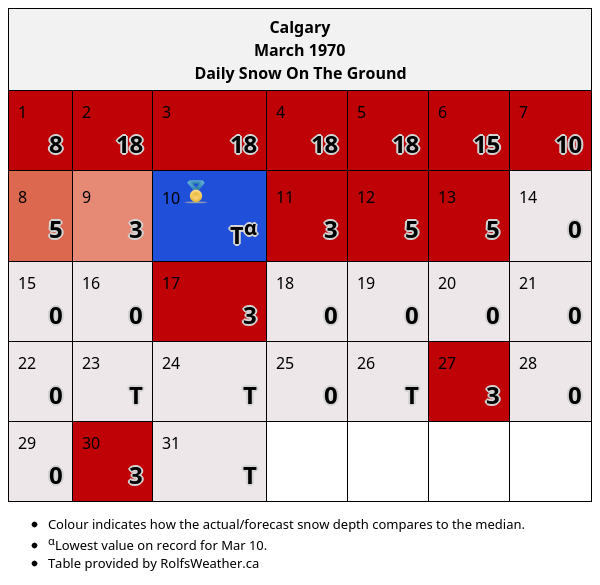 Calgary
March 1970
Daily Snow On The Ground
1 2 3 4 5 6 7
8 18 18 18 18 15 10
8 9 10 11 12 13 14
5 3 Tα 3 5 5 0
15 16 17 18 19 20 21
0 0 3 0 0 0 0
22 23 24 25 26 27 28
0 T T 0 T 3 0
29 30 31
0 3 T
• Colour indicates how the actual/forecast snow depth compares to the median.
• αLowest value on record for Mar 10.
• Table provided by RolfsWeather.ca